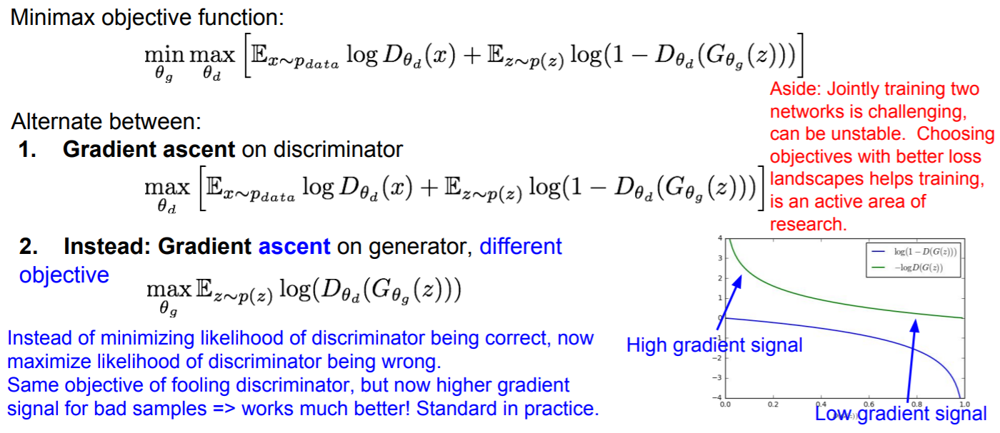 Minimax objective function:
$\min_{\theta_g} \max_{\theta_d} \left[ \mathbb{E}_{x \sim p_{data}} \log D_{\theta_d}(x) + \mathbb{E}_{z \sim p(z)} \log(1 - D_{\theta_d}(G_{\theta_g}(z))) \right]$
Aside: Jointly training two
networks is challenging,
can be unstable. Choosing
objectives with better loss
landscapes helps training,
is an active area of
research.
Alternate between:
1. Gradient ascent on discriminator
$\max_{\theta_d} \left[ \mathbb{E}_{x \sim p_{data}} \log D_{\theta_d}(x) + \mathbb{E}_{z \sim p(z)} \log(1 - D_{\theta_d}(G_{\theta_g}(z))) \right]$
2. Instead: Gradient ascent on generator, different
objective
$\max_{\theta_g} \mathbb{E}_{z \sim p(z)} \log(D_{\theta_d}(G_{\theta_g}(z)))$
Instead of minimizing likelihood of discriminator being correct, now
maximize likelihood of discriminator being wrong.
Same objective of fooling discriminator, but now higher gradient
signal for bad samples => works much better! Standard in practice.
log(1 − D(G(z)))
−logD(G(z))
4
3
2
1
0
−1
−2
−3
−4
0.0 0.2 0.4 0.6 0.8 1.0
High gradient signal
Low gradient signal